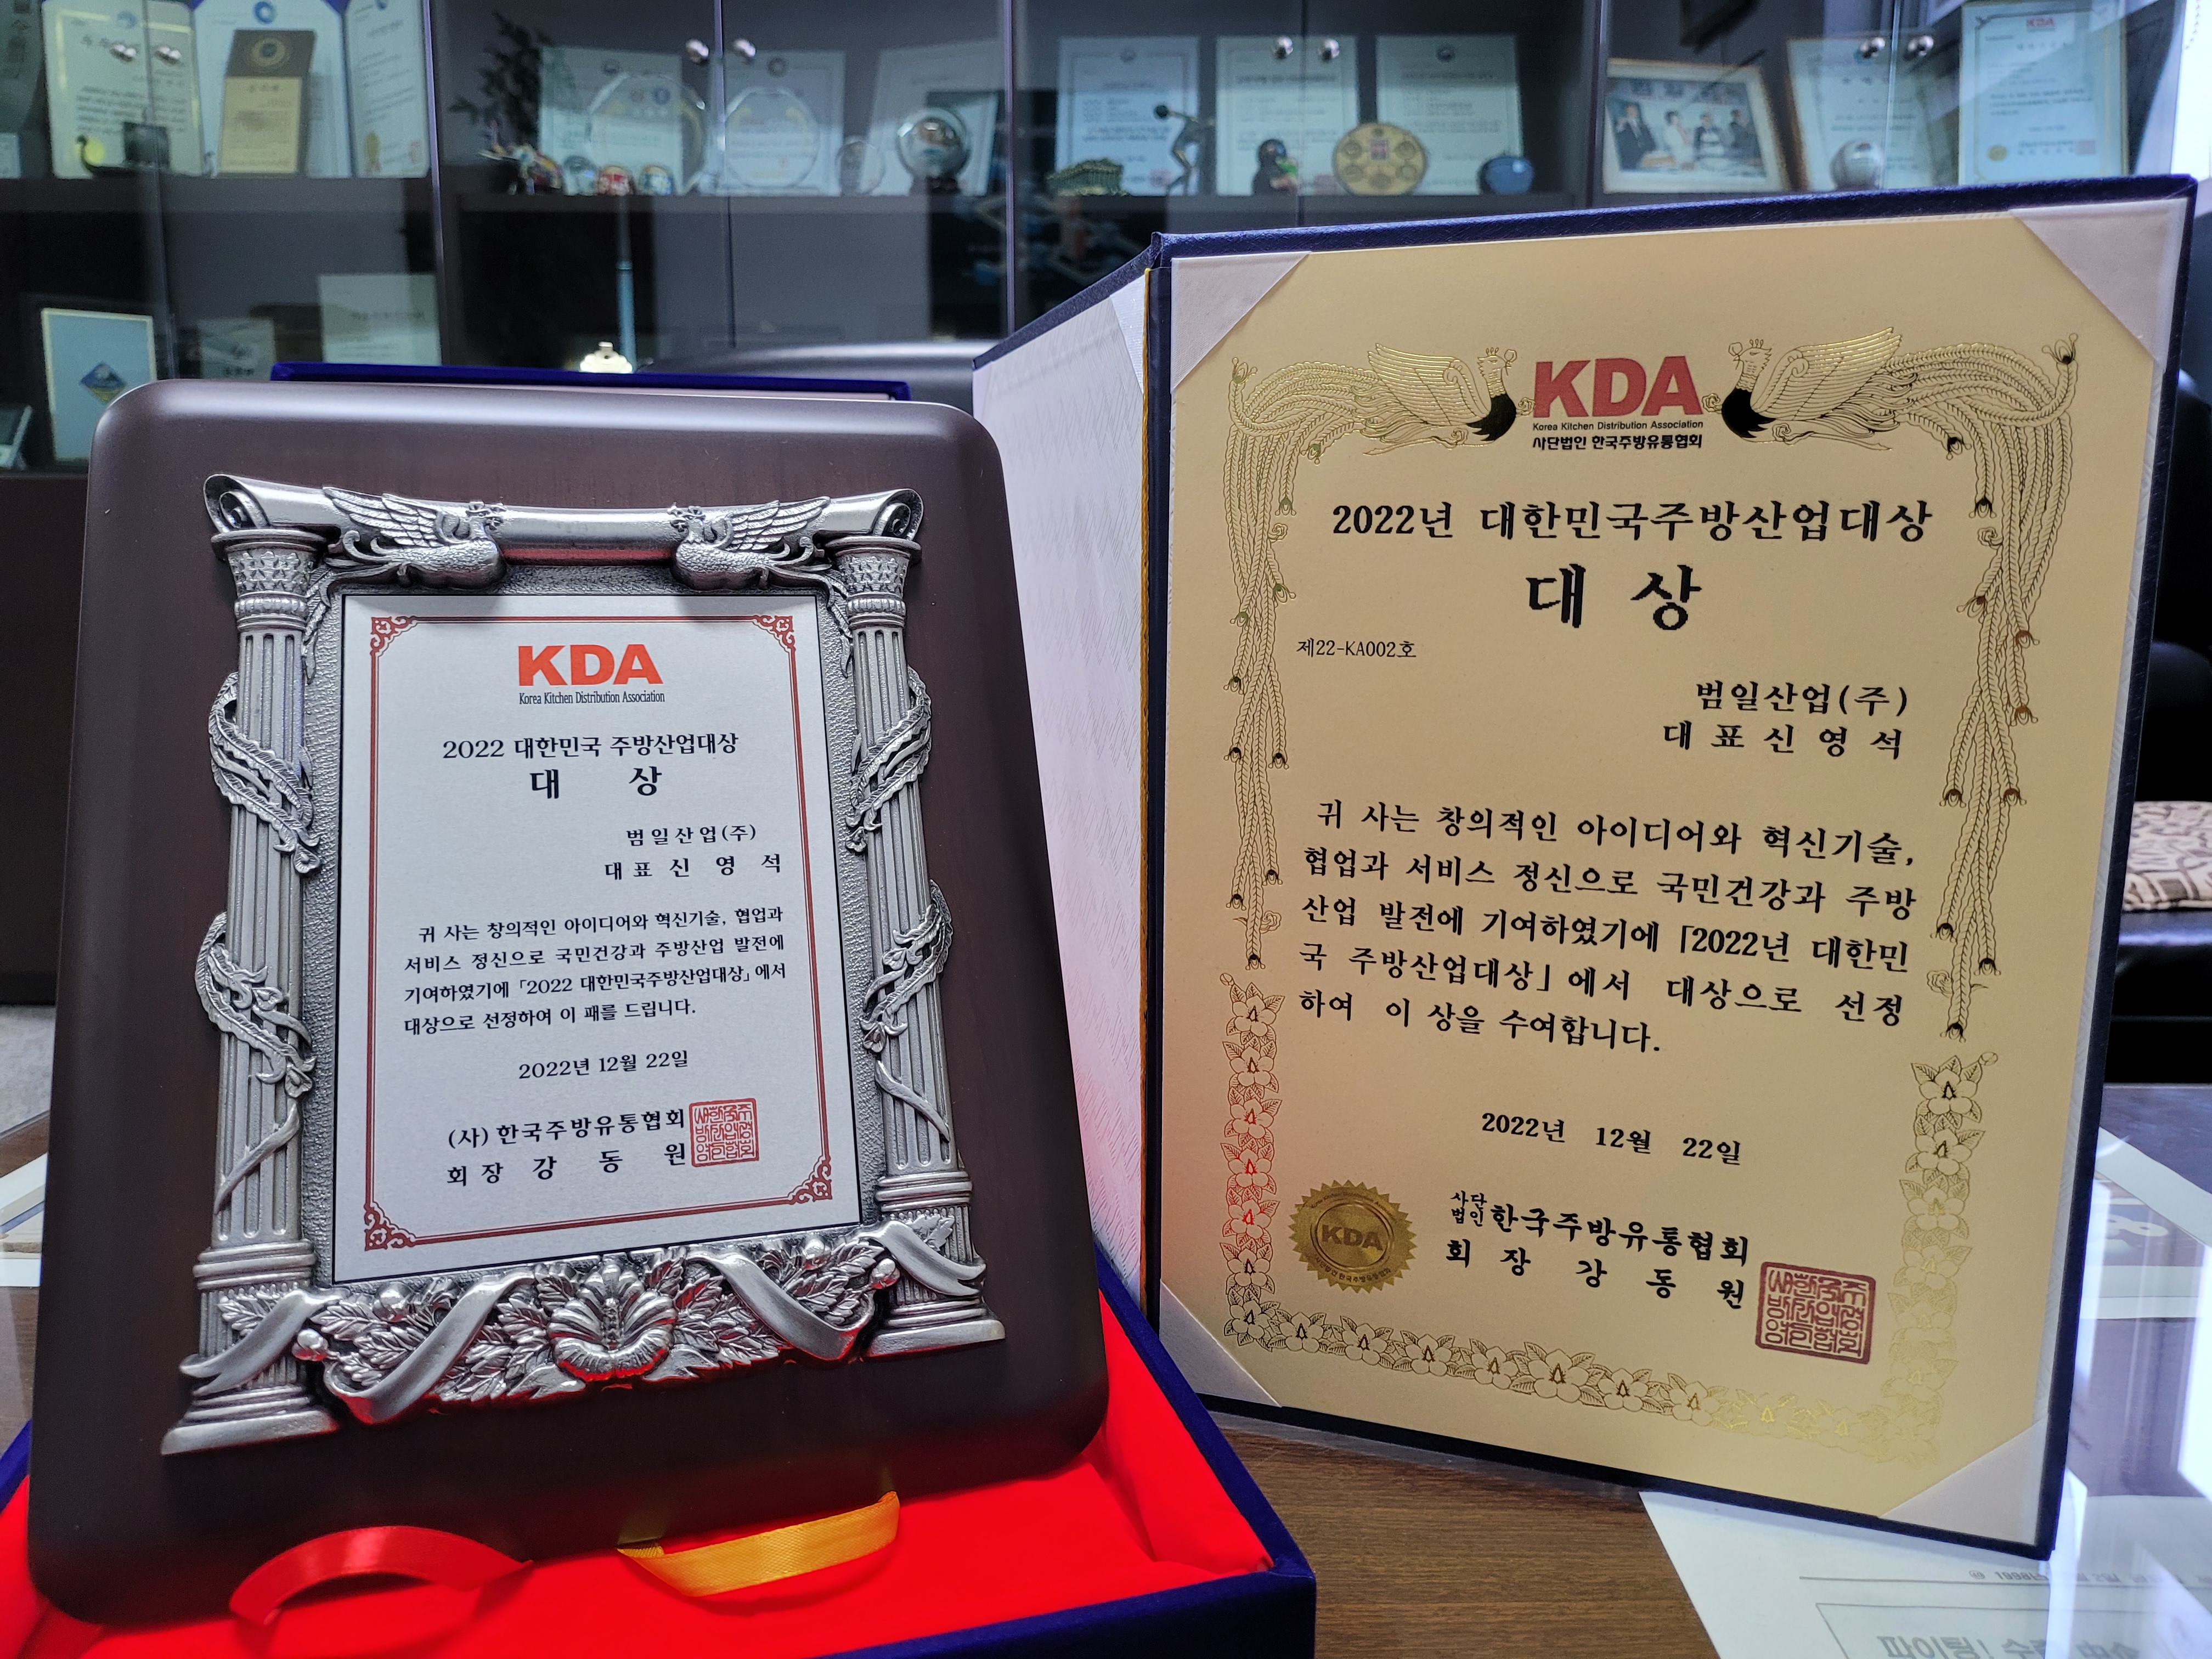 KDA
Korea Kitchen Distribution Association
2022 대한민국 주방산업대상
대 상
범일산업(주)
대표 신 영 석
귀 사는 창의적인 아이디어와 혁신기술, 협업과
서비스 정신으로 국민건강과 주방산업 발전에
기여하였기에 「2022 대한민국주방산업대상」에서
대상으로 선정하여 이 패를 드립니다.
2022년 12월 22일
(사) 한국주방유통협회
회 장 강 동 원
KDA
Korea Kitchen Distribution Association
사단법인 한국주방유통협회
2022년 대한민국주방산업대상
대 상
제22-KA002호
범일산업(주)
대 표 신 영 석
귀 사는 창의적인 아이디어와 혁신기술,
협업과 서비스 정신으로 국민건강과 주방
산업 발전에 기여하였기에 「2022년 대한민
국 주방산업대상」에서 대상으로 선정
하여 이 상을 수여합니다.
2022년 12월 22일
사단법인 한국주방유통협회
회 장 강 동 원
KDA
파이팅!